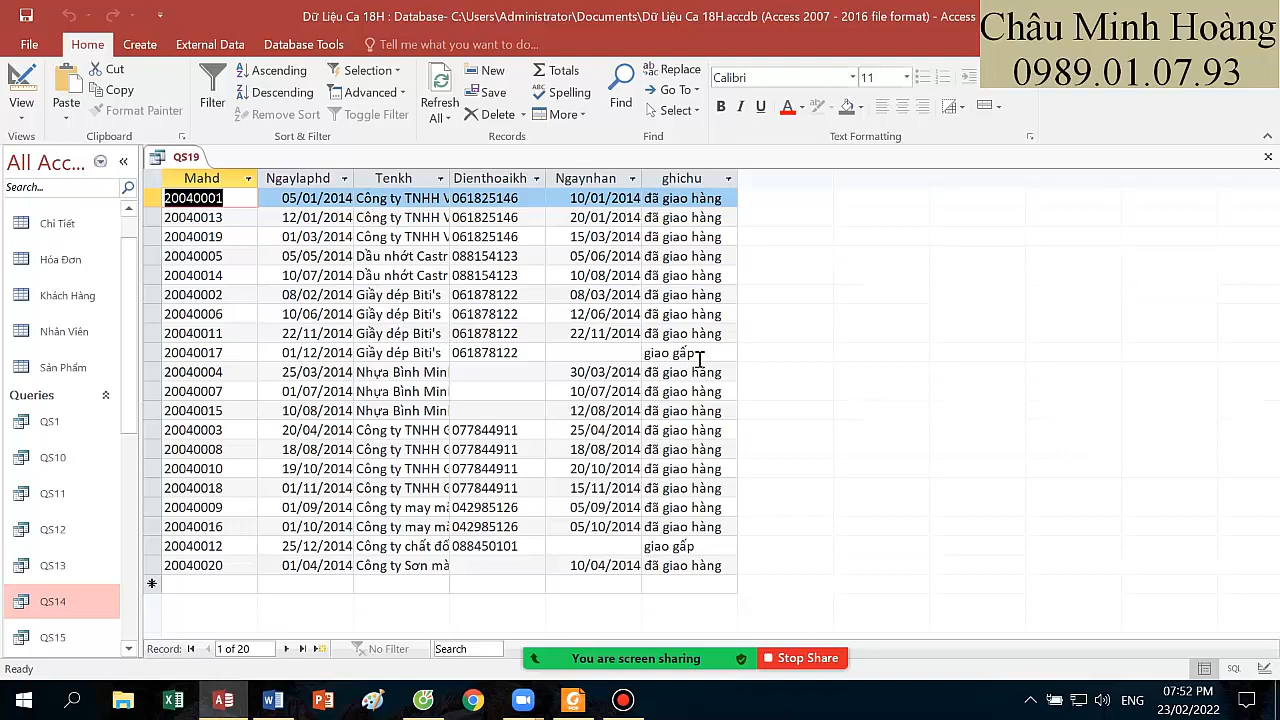 Dữ Liệu Ca 18H : Database- C:\Users\Administrator\Documents\Dữ Liệu Ca 18H.accdb (Access 2007 - 2016 file format) - Access
Châu Minh Hoàng
0989.01.07.93
File Home Create External Data Database Tools Tell me what you want to do...
View
Views
Paste
Cut
Copy
Format Painter
Clipboard
Filter
Ascending
Descending
Remove Sort
Selection
Advanced
Toggle Filter
Sort & Filter
Refresh
All
New
Save
Delete
Totals
Spelling
More
Records
Find
Replace
Go To
Select
Find
Calibri 11
B I U A
Text Formatting
All Acc...
Search...
Chi Tiết
Hóa Đơn
Khách Hàng
Nhân Viên
Sản Phẩm
Queries
QS1
QS10
QS11
QS12
QS13
QS14
QS15
QS19
Mahd Ngaylaphd Tenkh Dienthoaikh Ngaynhan ghichu
20040001 05/01/2014 Công ty TNHH V 061825146 10/01/2014 đã giao hàng
20040013 12/01/2014 Công ty TNHH V 061825146 20/01/2014 đã giao hàng
20040019 01/03/2014 Công ty TNHH V 061825146 15/03/2014 đã giao hàng
20040005 05/05/2014 Dầu nhớt Castr 088154123 05/06/2014 đã giao hàng
20040014 10/07/2014 Dầu nhớt Castr 088154123 10/08/2014 đã giao hàng
20040002 08/02/2014 Giầy dép Biti's 061878122 08/03/2014 đã giao hàng
20040006 10/06/2014 Giầy dép Biti's 061878122 12/06/2014 đã giao hàng
20040011 22/11/2014 Giầy dép Biti's 061878122 22/11/2014 đã giao hàng
20040017 01/12/2014 Giầy dép Biti's 061878122 giao gấp
20040004 25/03/2014 Nhựa Bình Minh 30/03/2014 đã giao hàng
20040007 01/07/2014 Nhựa Bình Minh 10/07/2014 đã giao hàng
20040015 10/08/2014 Nhựa Bình Minh 12/08/2014 đã giao hàng
20040003 20/04/2014 Công ty TNHH G 077844911 25/04/2014 đã giao hàng
20040008 18/08/2014 Công ty TNHH G 077844911 18/08/2014 đã giao hàng
20040010 19/10/2014 Công ty TNHH G 077844911 20/10/2014 đã giao hàng
20040018 01/11/2014 Công ty TNHH G 077844911 15/11/2014 đã giao hàng
20040009 01/09/2014 Công ty may mặ 042985126 05/09/2014 đã giao hàng
20040016 01/10/2014 Công ty may mặ 042985126 05/10/2014 đã giao hàng
20040012 25/12/2014 Công ty chất đố 088450101 giao gấp
20040020 01/04/2014 Công ty Sơn mà 10/04/2014 đã giao hàng
Record: 1 of 20 No Filter Search
You are screen sharing Stop Share
Ready
SQL
ENG
07:52 PM
23/02/2022